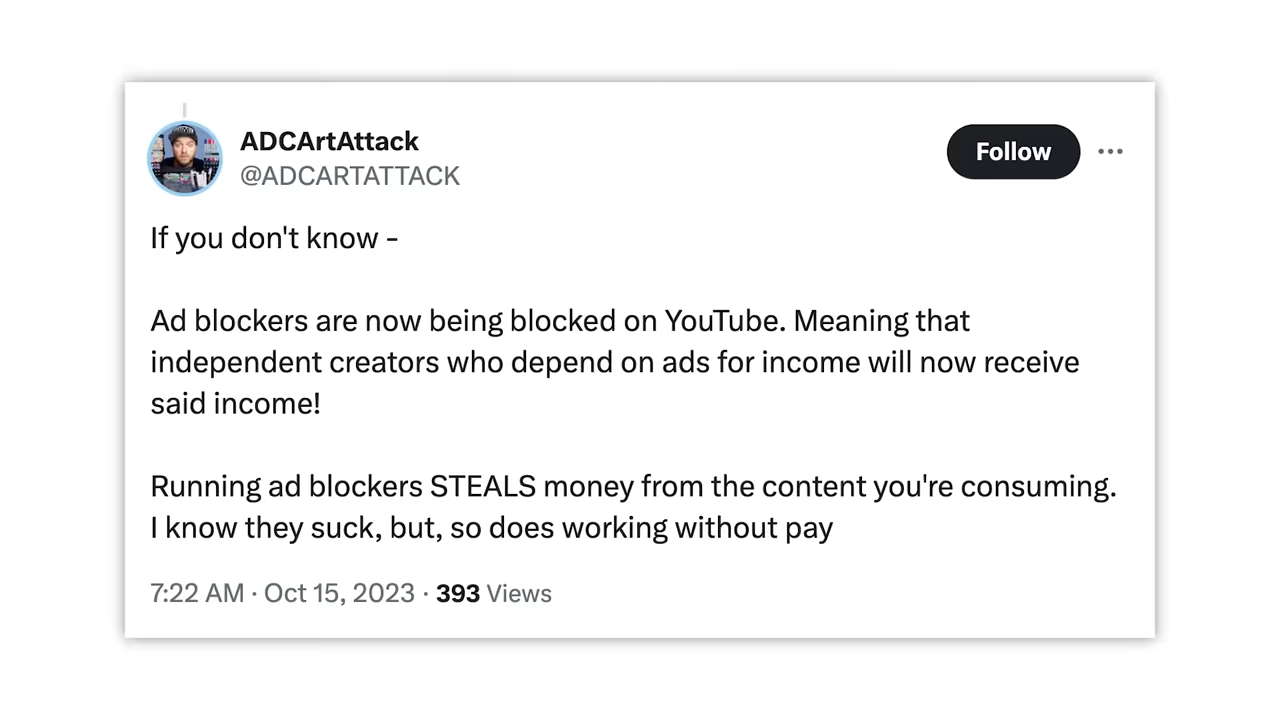 ADCArtAttack
@ADCARTATTACK
Follow
If you don't know -
Ad blockers are now being blocked on YouTube. Meaning that
independent creators who depend on ads for income will now receive
said income!
Running ad blockers STEALS money from the content you're consuming.
I know they suck, but, so does working without pay
7:22 AM · Oct 15, 2023 · 393 Views